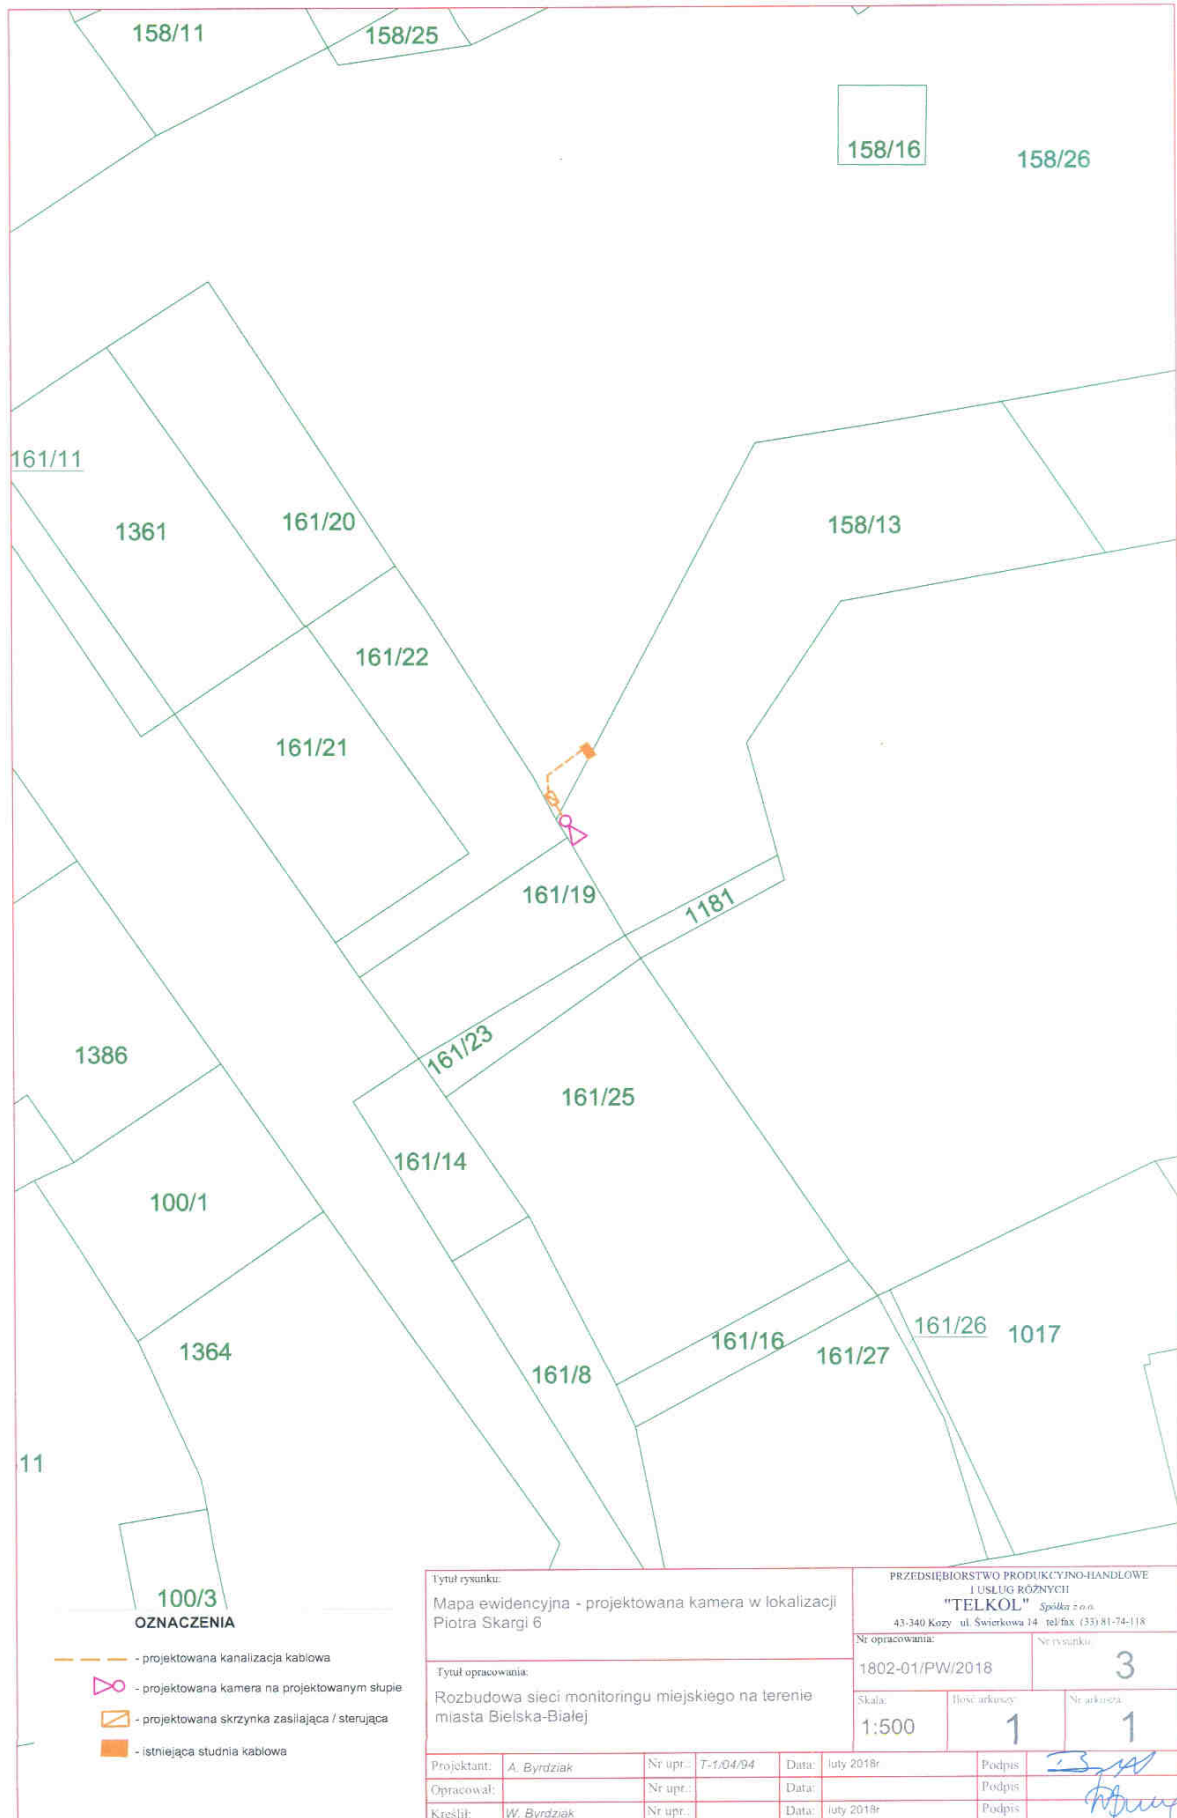 158/11
158/25
158/16
158/26
161/11
1361
161/20
158/13
161/22
161/21
161/19
1181
161/23
1386
161/25
161/14
100/1
161/26
1017
1364
161/16
161/27
161/8
11
100/3
OZNACZENIA
- projektowana kanalizacja kablowa
- projektowana kamera na projektowanym słupie
- projektowana skrzynka zasilająca / sterująca
- istniejąca studnia kablowa
Tytuł rysunku:
Mapa ewidencyjna - projektowana kamera w lokalizacji
Piotra Skargi 6
Tytuł opracowania:
Rozbudowa sieci monitoringu miejskiego na terenie
miasta Bielska-Białej
PRZEDSIĘBIORSTWO PRODUKCYJNO-HANDLOWE
I USŁUG RÓŻNYCH
"TELKOL" Spółka z o.o.
43-340 Kozy ul. Świerkowa 14 tel/fax (33) 81-74-118
Nr opracowania:
1802-01/PW/2018
Nr rysunku:
3
Skala:
1:500
Ilość arkuszy:
1
Nr arkusza:
1
Projektant: A. Byrdziak Nr upr.: T-1/04/94 Data: luty 2018r Podpis
Opracował: Nr upr.: Data: Podpis
Kreślił: W. Byrdziak Nr upr.: Data: luty 2018r Podpis